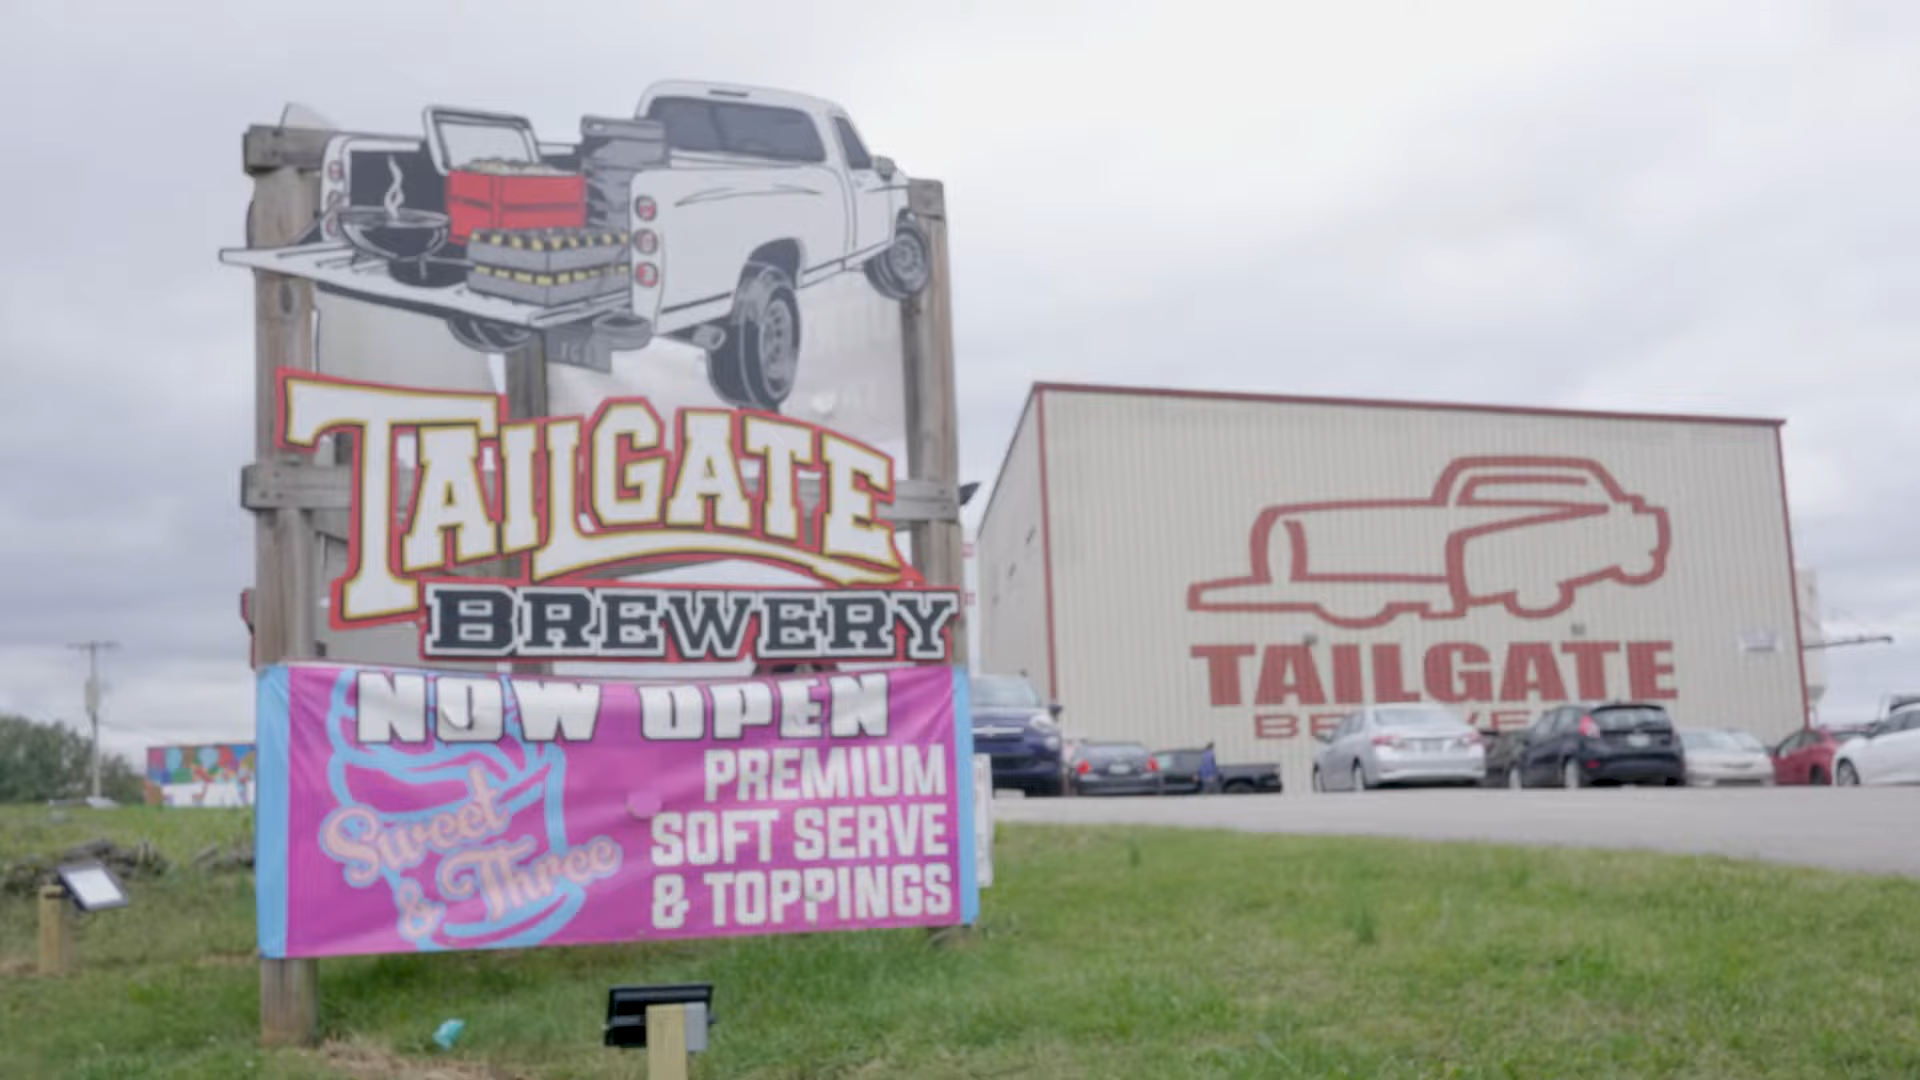 TAILGATE
BREWERY
NOW OPEN
Sweet
& Three
PREMIUM
SOFT SERVE
& TOPPINGS
TAILGATE